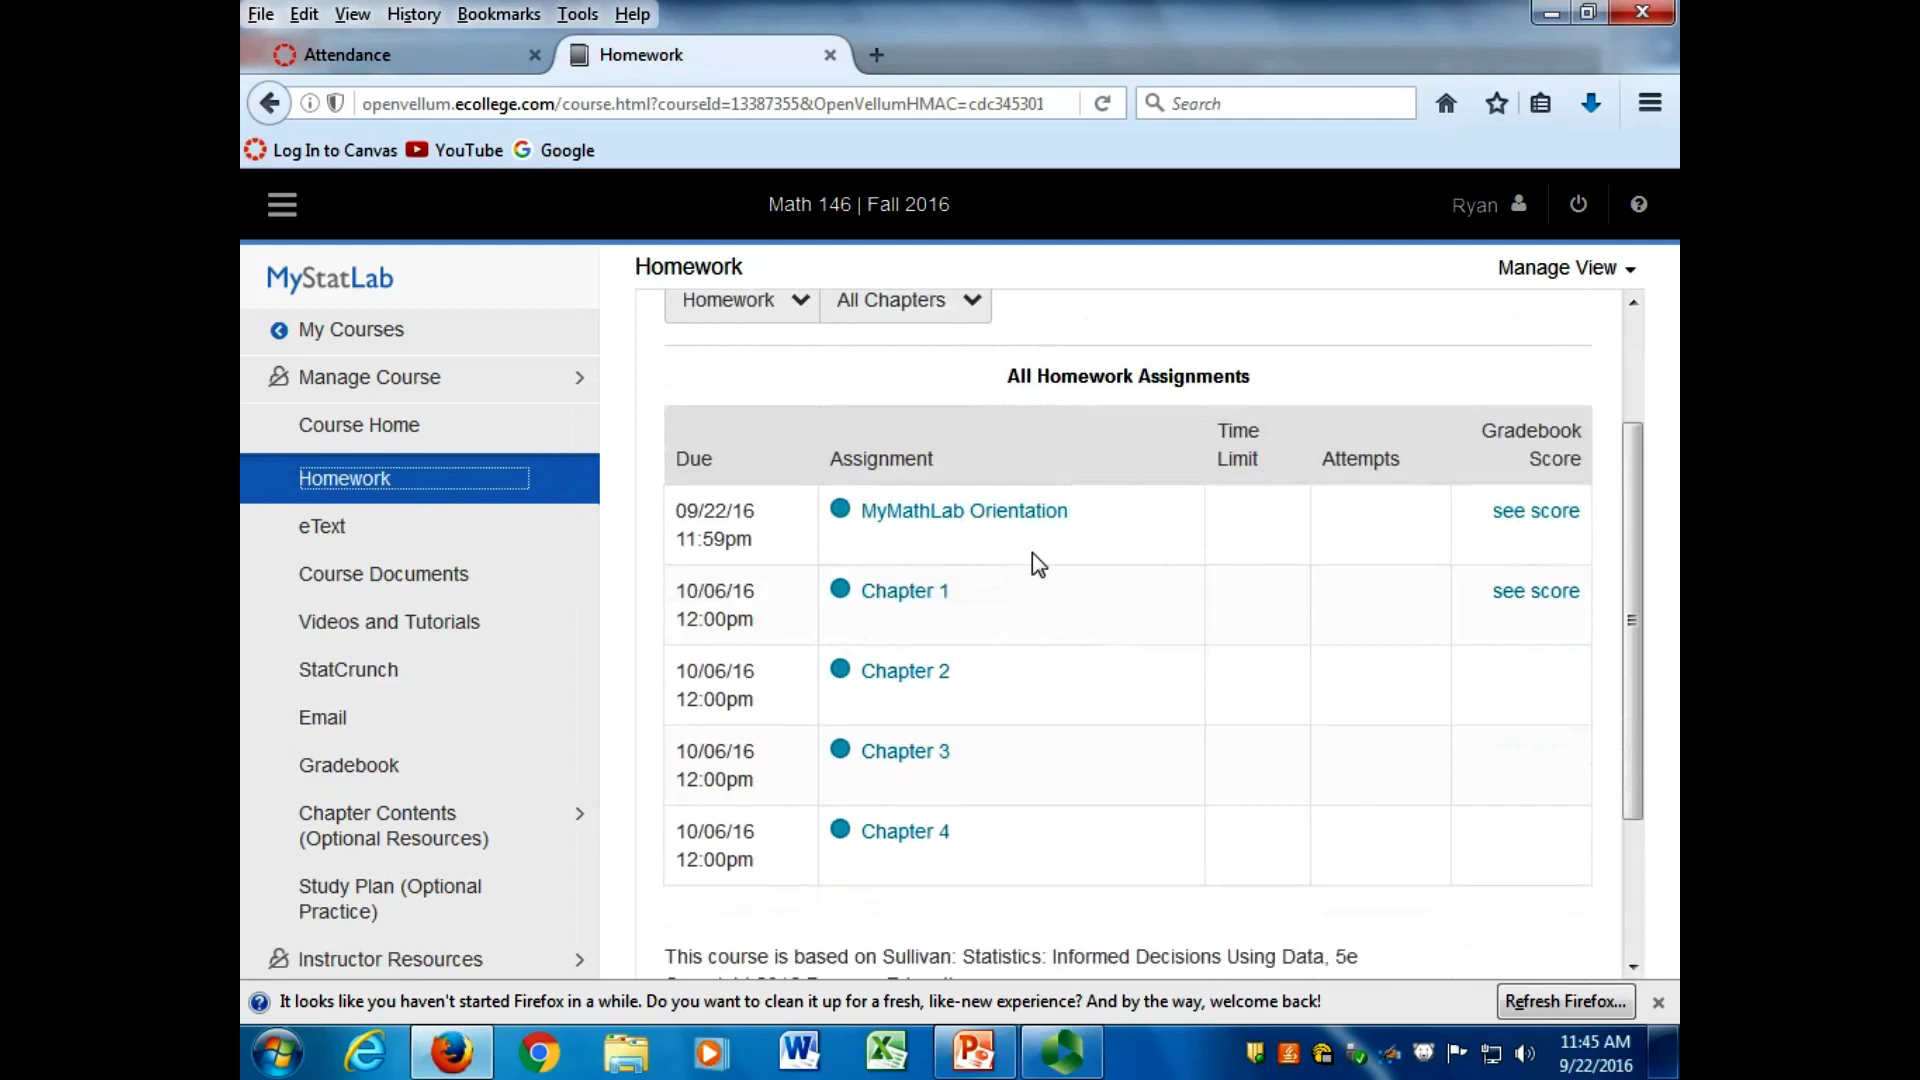 File Edit View History Bookmarks Tools Help
Attendance
Homework
openvellum.ecollege.com/course.html?courseId=13387355&OpenVellumHMAC=cdc345301
Search
Log In to Canvas YouTube Google
Math 146 | Fall 2016
Ryan
MyStatLab
My Courses
Manage Course
Course Home
Homework
eText
Course Documents
Videos and Tutorials
StatCrunch
Email
Gradebook
Chapter Contents
(Optional Resources)
Study Plan (Optional
Practice)
Instructor Resources
Homework
Manage View
Homework All Chapters
All Homework Assignments
Due Assignment Time Limit Attempts Gradebook Score
09/22/16 MyMathLab Orientation see score
11:59pm
10/06/16 Chapter 1 see score
12:00pm
10/06/16 Chapter 2
12:00pm
10/06/16 Chapter 3
12:00pm
10/06/16 Chapter 4
12:00pm
This course is based on Sullivan: Statistics: Informed Decisions Using Data, 5e
It looks like you haven't started Firefox in a while. Do you want to clean it up for a fresh, like-new experience? And by the way, welcome back!
Refresh Firefox...
11:45 AM
9/22/2016